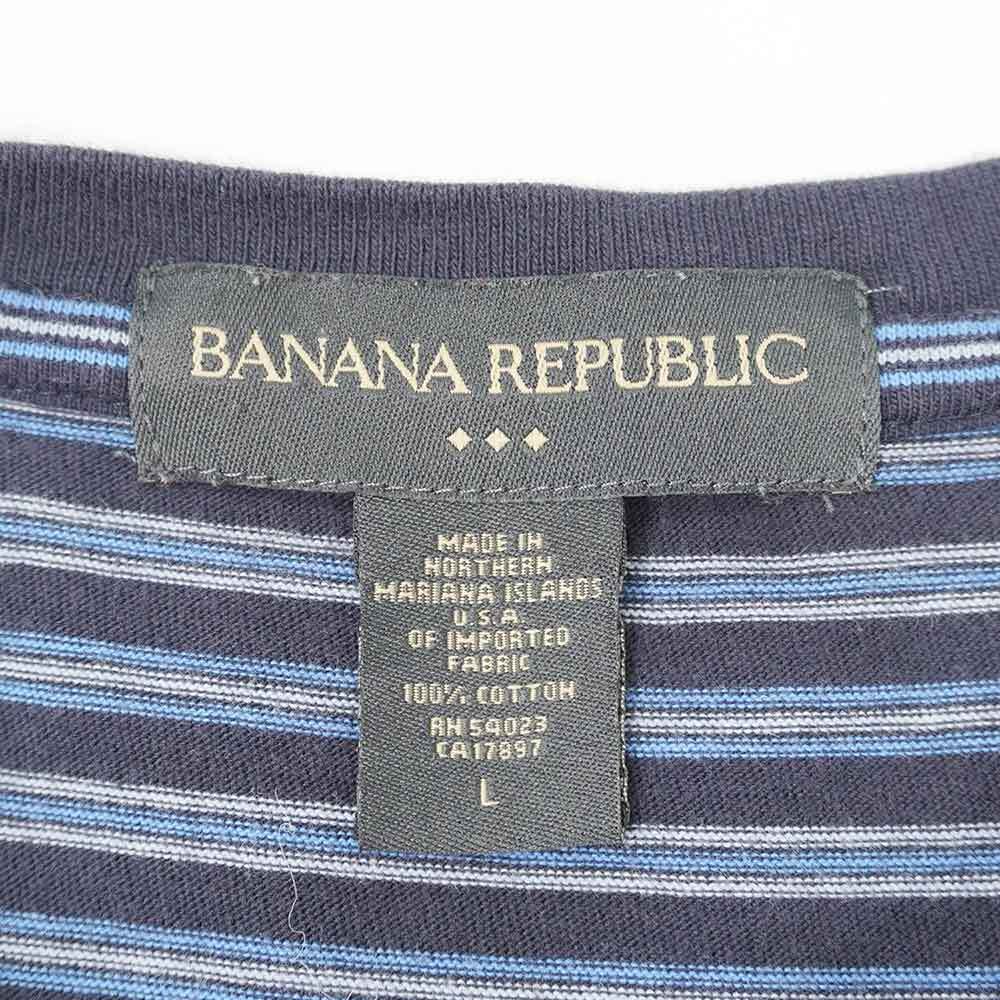 BANANA REPUBLIC
MADE IN
NORTHERN
MARIANA ISLANDS
U.S.A
OF IMPORTED
FABRIC
100% COTTON
RN 54023
CA17897
L